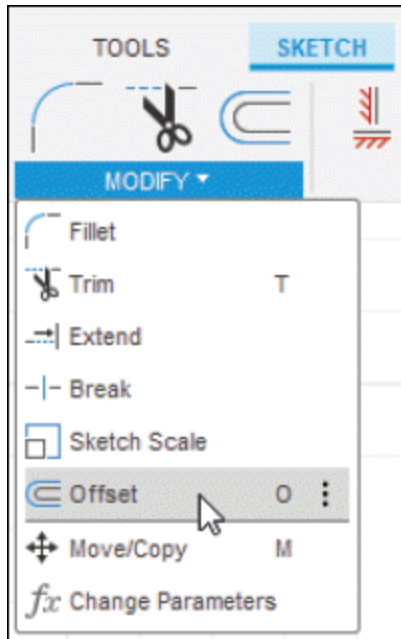 TOOLS SKETCH
MODIFY
Fillet
Trim T
Extend
Break
Sketch Scale
Offset O
Move/Copy M
fx Change Parameters